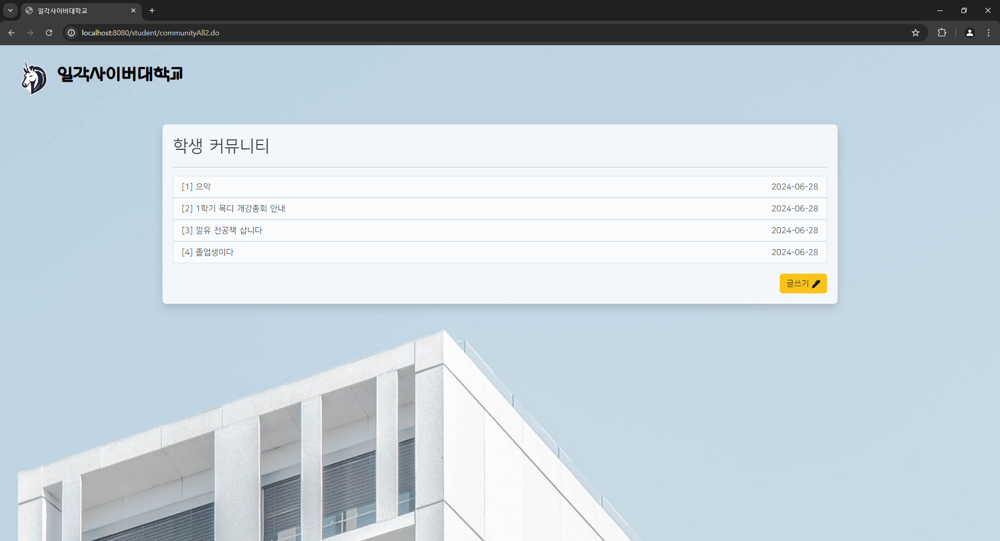 일각사이버대학교
localhost:8080/student/communityAll2.do
일각사이버대학교
학생 커뮤니티
[1] 으악 2024-06-28
[2] 1학기 목디 개강총회 안내 2024-06-28
[3] 깔유 전공책 삽니다 2024-06-28
[4] 졸업생이다 2024-06-28
글쓰기